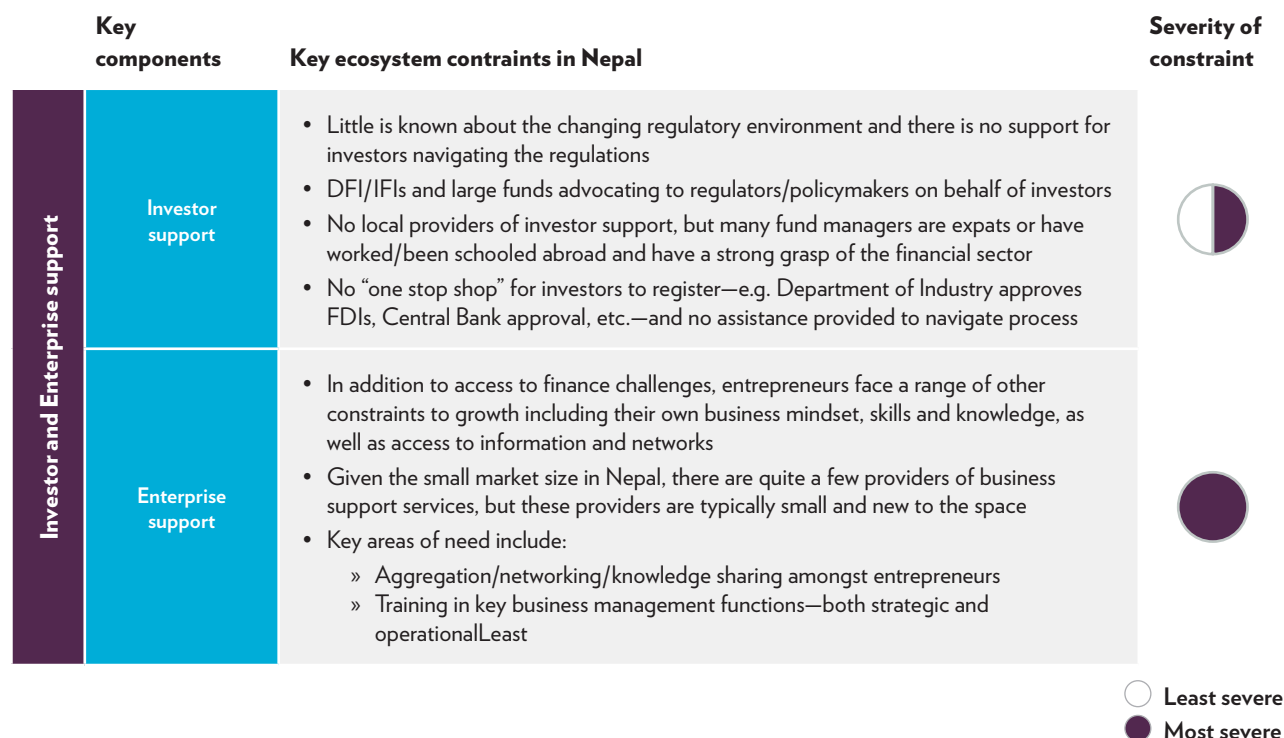 Key
components
Key ecosystem contraints in Nepal
Severity of
constraint
Investor and Enterprise support
Investor
support
• Little is known about the changing regulatory environment and there is no support for
investors navigating the regulations
• DFI/IFIs and large funds advocating to regulators/policymakers on behalf of investors
• No local providers of investor support, but many fund managers are expats or have
worked/been schooled abroad and have a strong grasp of the financial sector
• No “one stop shop” for investors to register—e.g. Department of Industry approves
FDIs, Central Bank approval, etc.—and no assistance provided to navigate process
Enterprise
support
• In addition to access to finance challenges, entrepreneurs face a range of other
constraints to growth including their own business mindset, skills and knowledge, as
well as access to information and networks
• Given the small market size in Nepal, there are quite a few providers of business
support services, but these providers are typically small and new to the space
• Key areas of need include:
» Aggregation/networking/knowledge sharing amongst entrepreneurs
» Training in key business management functions—both strategic and
operationalLeast
Least severe
Most severe